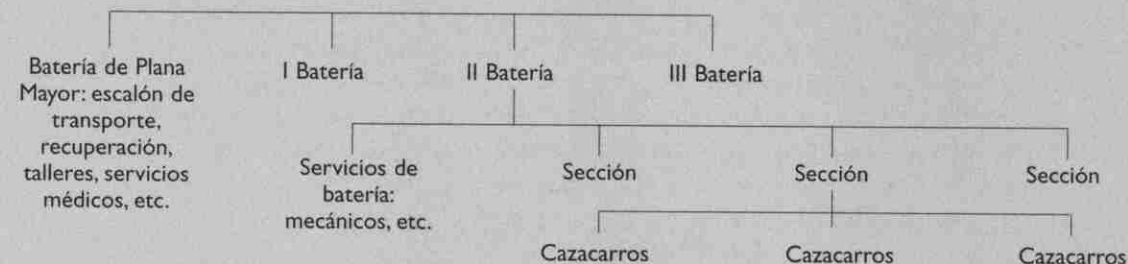 Batería de Plana
Mayor: escalón de
transporte,
recuperación,
talleres, servicios
médicos, etc.
I Batería
II Batería
III Batería
Servicios de
batería:
mecánicos, etc.
Sección
Sección
Sección
Cazacarros
Cazacarros
Cazacarros